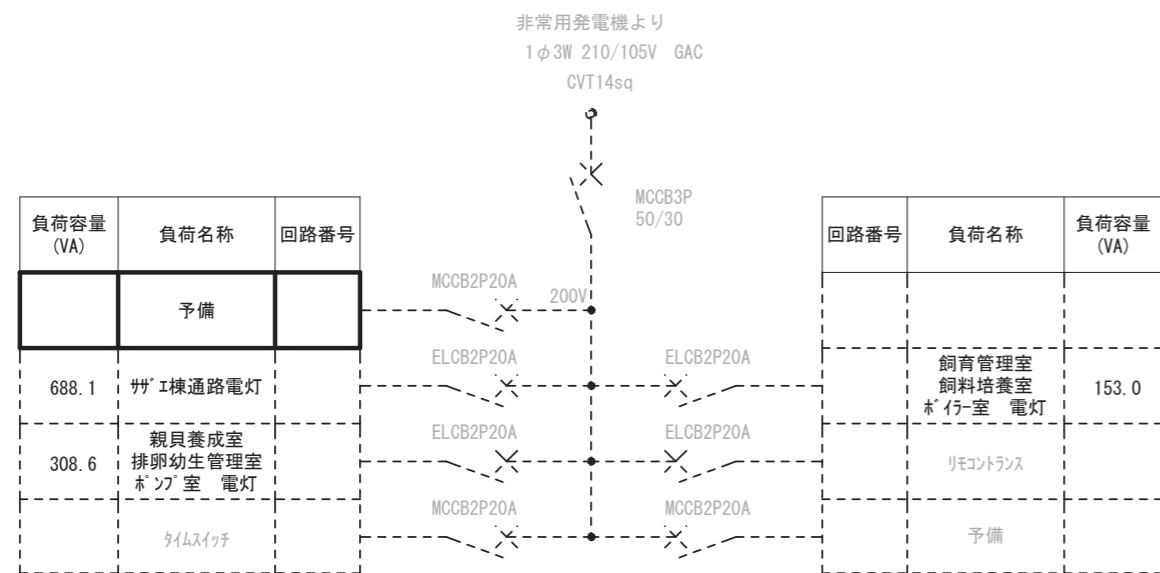 非常用発電機より
1φ3W 210/105V GAC
CVT14sq
MCCB3P
50/30
負荷容量
(VA)
負荷名称
回路番号
予備
MCCB2P20A
200V
688.1
ｻｻﾞｴ棟通路電灯
ELCB2P20A
308.6
親貝養成室
排卵幼生管理室
ﾎﾟﾝﾌﾟ室 電灯
ELCB2P20A
ﾀｲﾑｽｲｯﾁ
MCCB2P20A
回路番号
負荷名称
負荷容量
(VA)
ELCB2P20A
飼育管理室
飼料培養室
ﾎﾞｲﾗｰ室 電灯
153.0
ELCB2P20A
ﾘﾓｺﾝﾄﾗﾝｽ
MCCB2P20A
予備